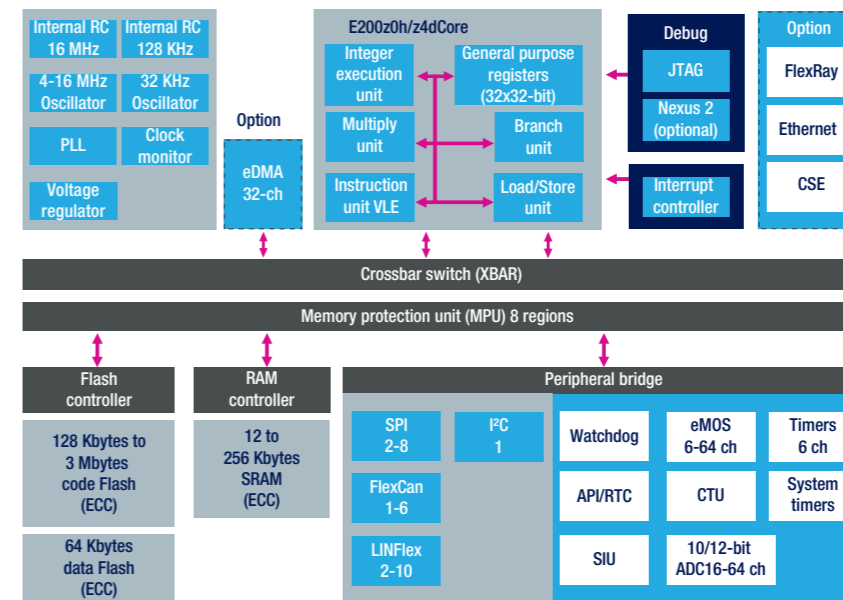 Internal RC
16 MHz
Internal RC
128 KHz
4-16 MHz
Oscillator
32 KHz
Oscillator
PLL
Clock
monitor
Voltage
regulator
Option
eDMA
32-ch
E200z0h/z4dCore
Integer
execution
unit
General purpose
registers
(32x32-bit)
Multiply
unit
Branch
unit
Instruction
unit VLE
Load/Store
unit
Debug
JTAG
Nexus 2
(optional)
Interrupt
controller
Option
FlexRay
Ethernet
CSE
Crossbar switch (XBAR)
Memory protection unit (MPU) 8 regions
Flash
controller
RAM
controller
Peripheral bridge
128 Kbytes to
3 Mbytes
code Flash
(ECC)
64 Kbytes
data Flash
(ECC)
12 to
256 Kbytes
SRAM
(ECC)
SPI
2-8
I²C
1
FlexCan
1-6
LINFlex
2-10
Watchdog
eMOS
6-64 ch
Timers
6 ch
API/RTC
CTU
System
timers
SIU
10/12-bit
ADC16-64 ch